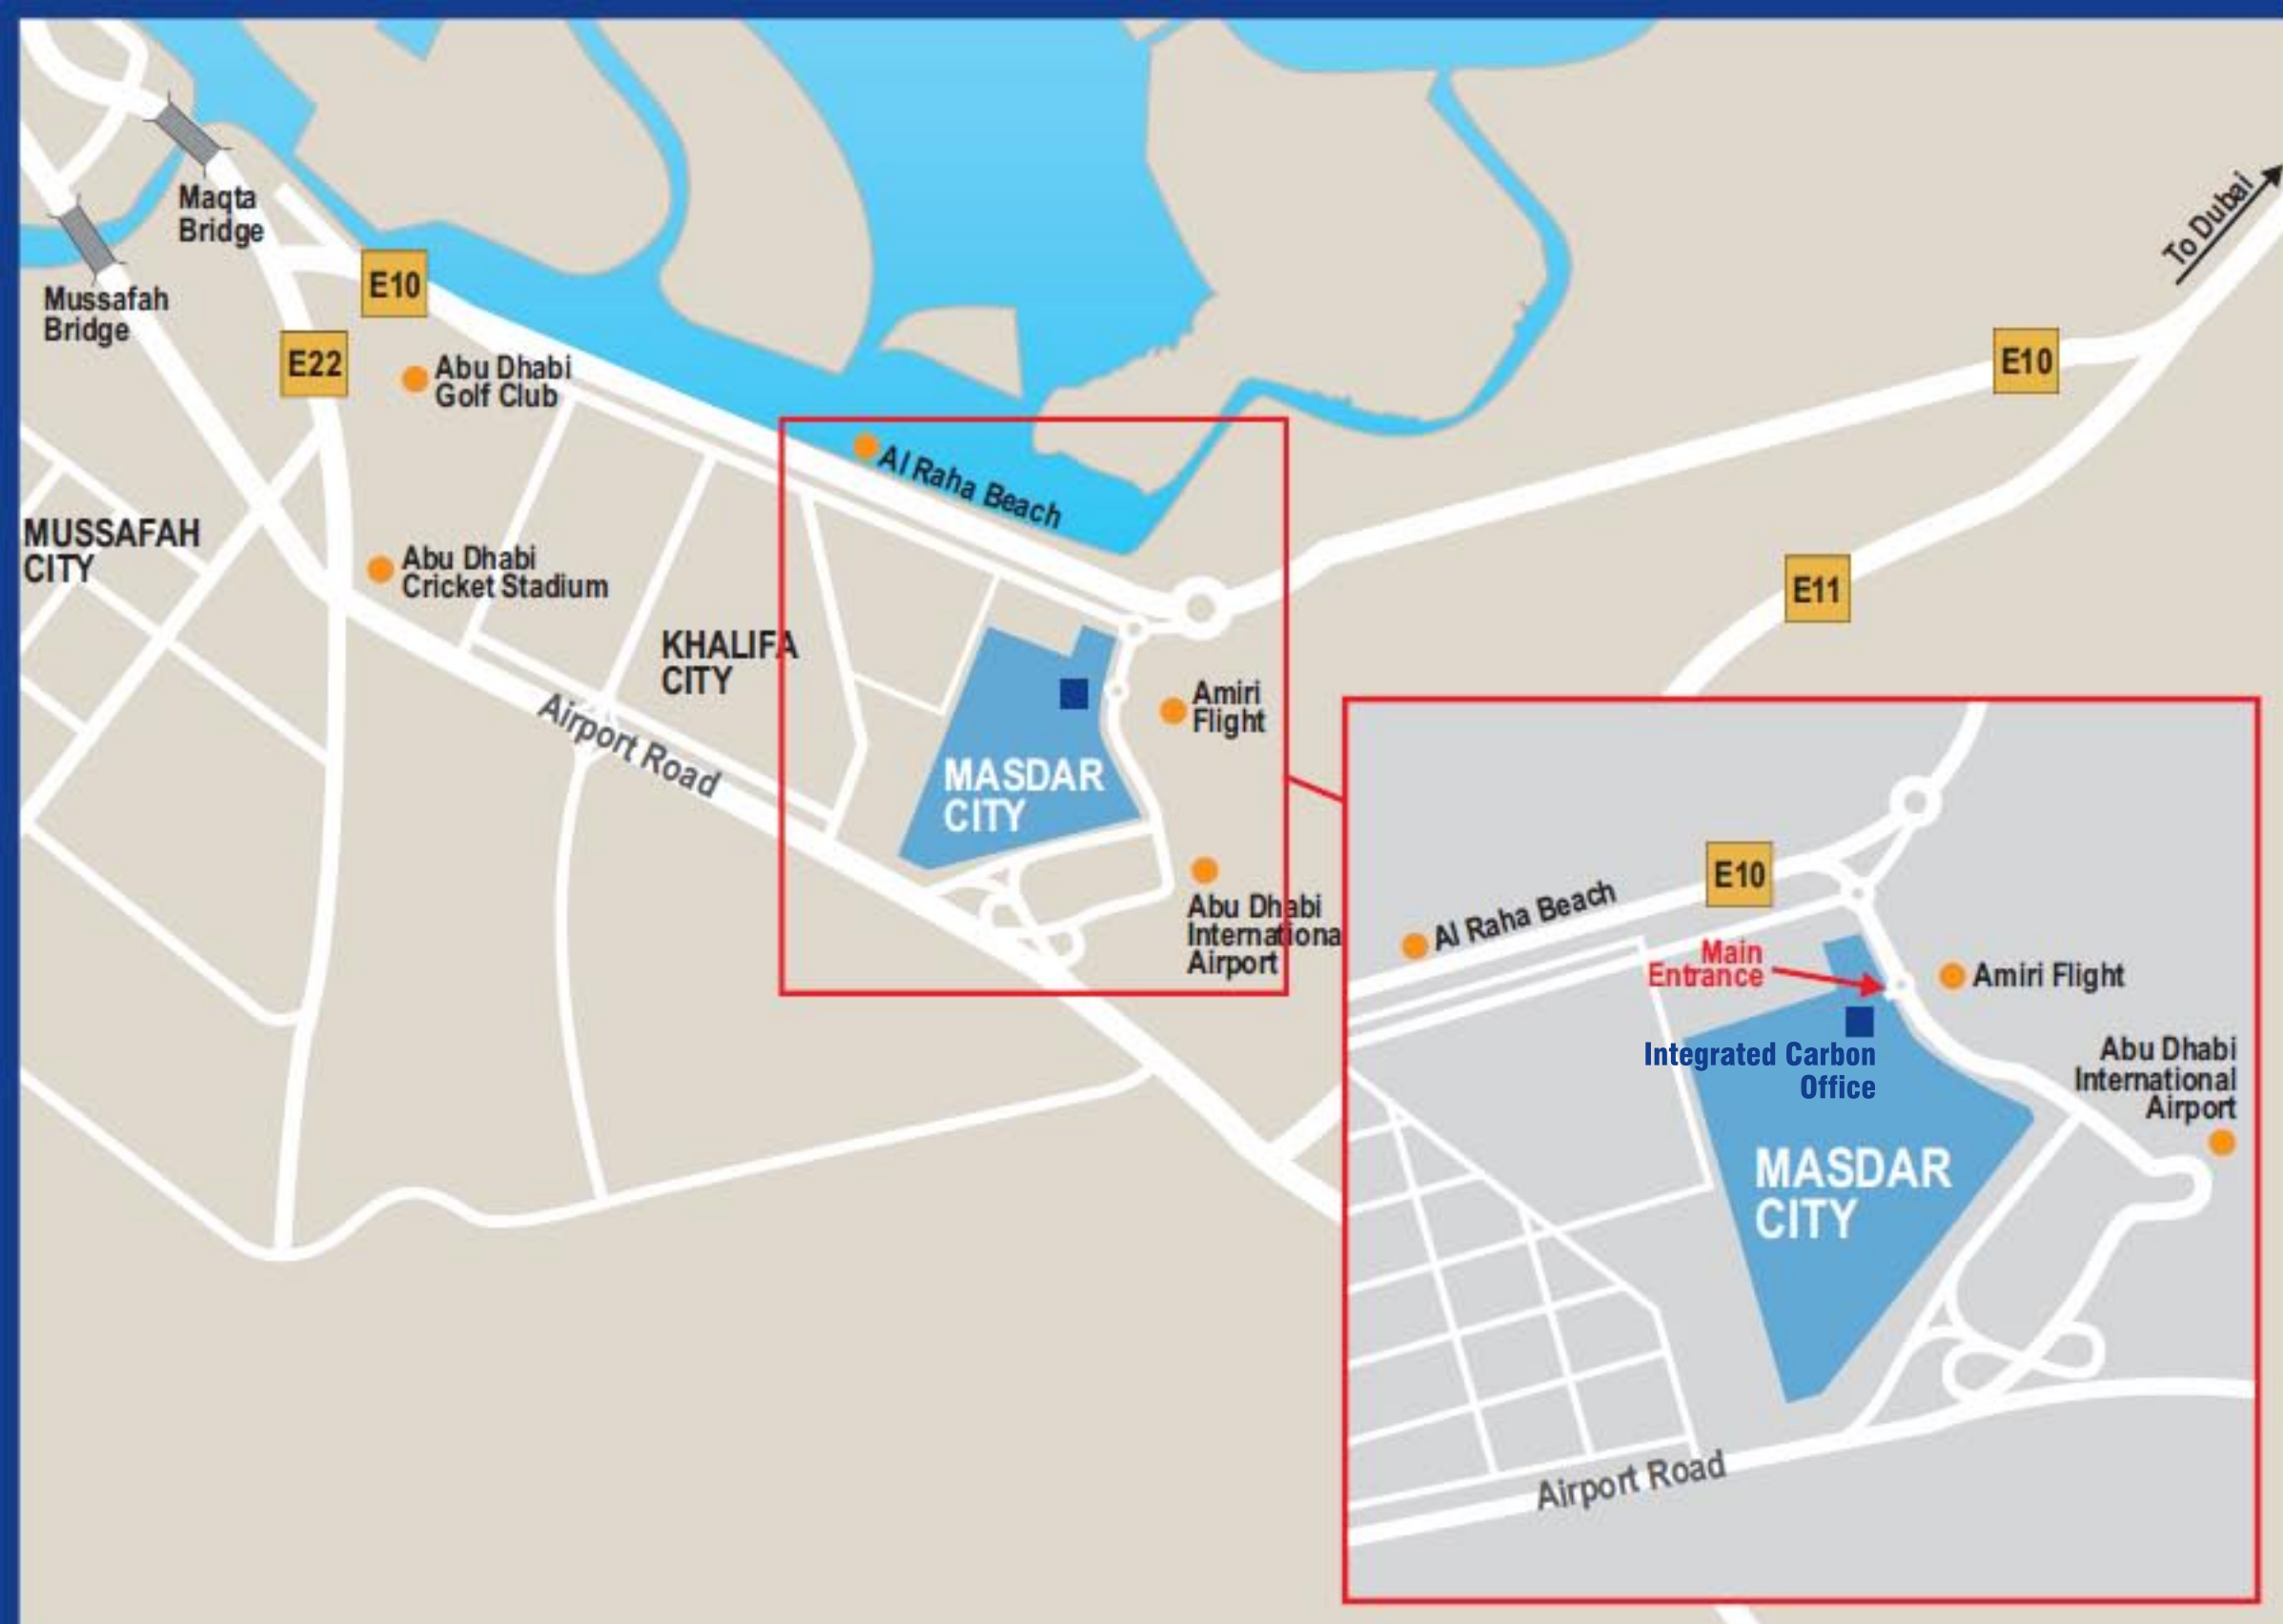 Maqta
Bridge
Mussafah
Bridge
E10
E22
Abu Dhabi
Golf Club
To Dubai
E10
E11
Al Raha Beach
MUSSAFAH
CITY
Abu Dhabi
Cricket Stadium
KHALIFA
CITY
Airport Road
MASDAR
CITY
Amiri
Flight
Abu Dhabi
Internationa
Airport
E10
Al Raha Beach
Main
Entrance
Amiri Flight
Integrated Carbon
Office
Abu Dhabi
International
Airport
MASDAR
CITY
Airport Road